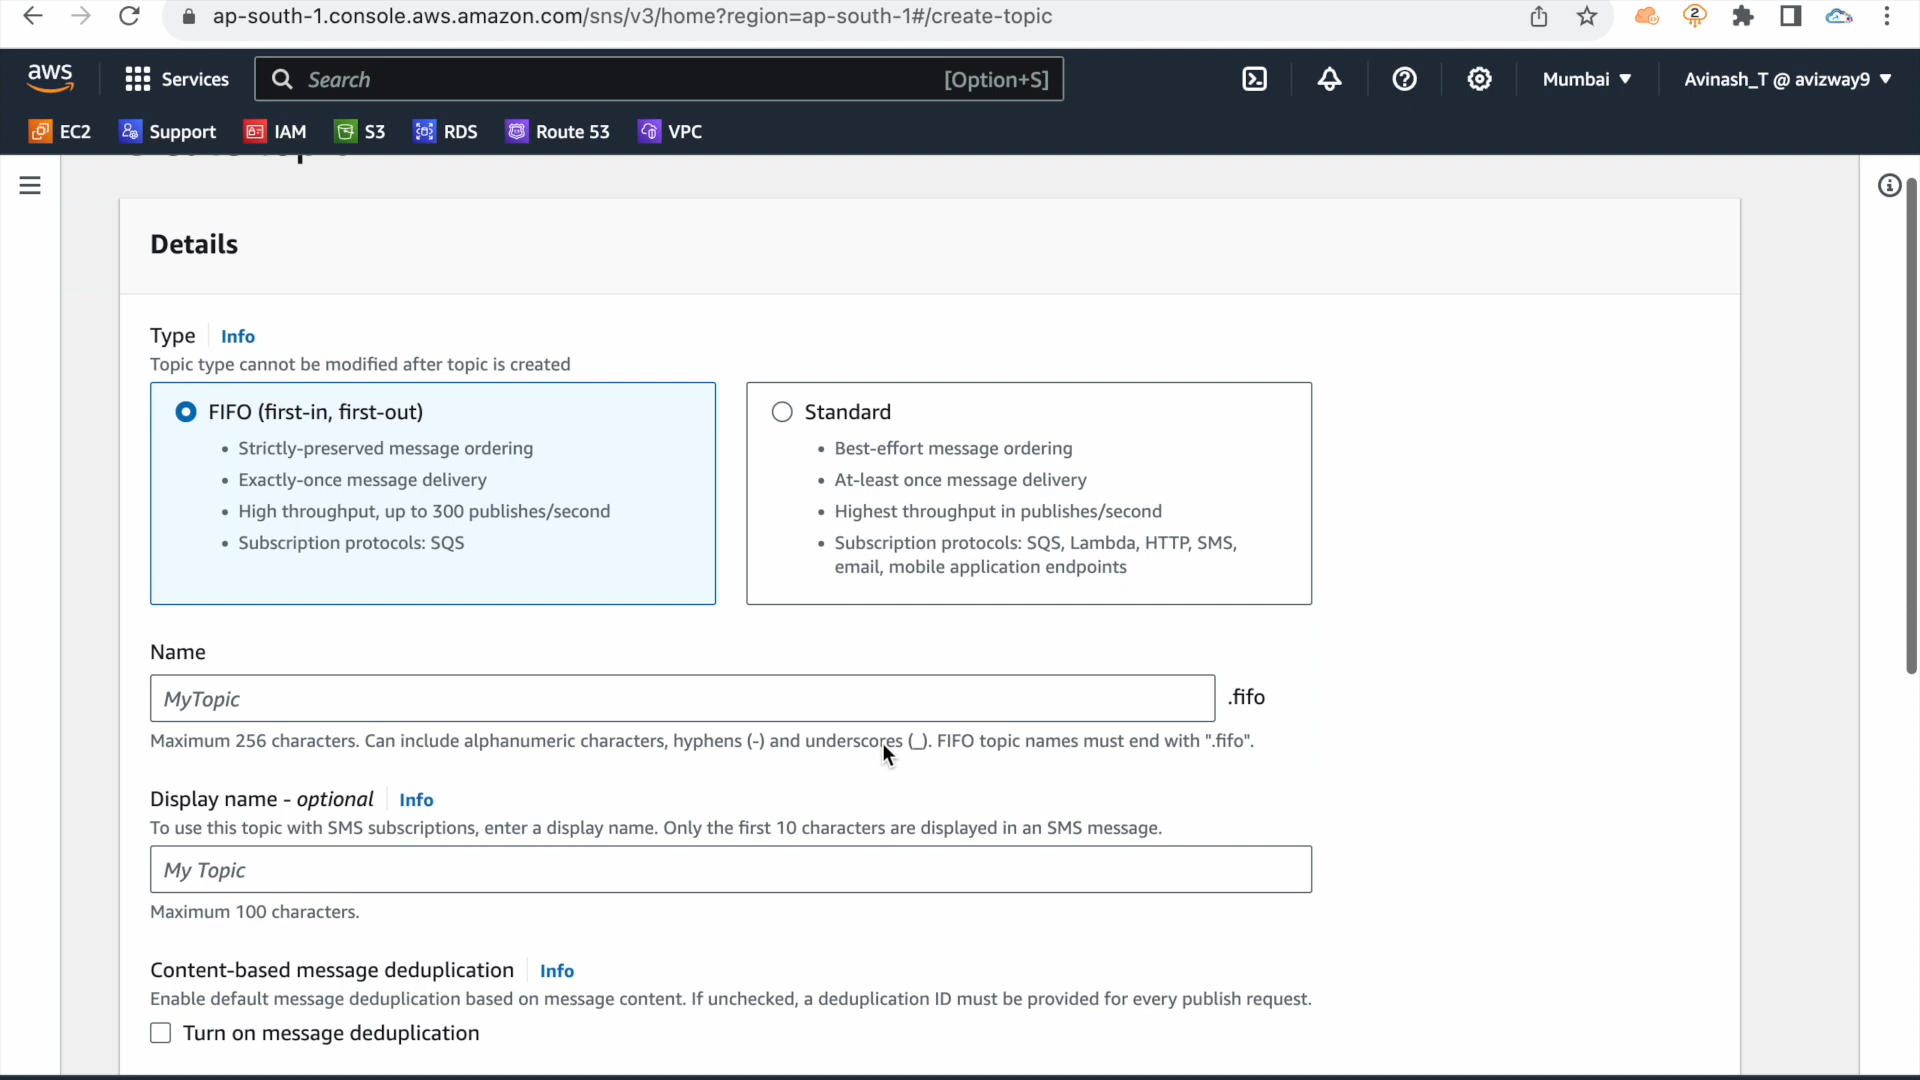 ap-south-1.console.aws.amazon.com/sns/v3/home?region=ap-south-1#/create-topic
2
aws
Services
Search
[Option+S]
Mumbai ▼
Avinash_T @ avizway9 ▼
EC2
Support
IAM
S3
RDS
Route 53
VPC
Details
Type
Info
Topic type cannot be modified after topic is created
FIFO (first-in, first-out)
• Strictly-preserved message ordering
• Exactly-once message delivery
• High throughput, up to 300 publishes/second
• Subscription protocols: SQS
Standard
• Best-effort message ordering
• At-least once message delivery
• Highest throughput in publishes/second
• Subscription protocols: SQS, Lambda, HTTP, SMS,
email, mobile application endpoints
Name
MyTopic
.fifo
Maximum 256 characters. Can include alphanumeric characters, hyphens (-) and underscores (_). FIFO topic names must end with ".fifo".
Display name - optional
Info
To use this topic with SMS subscriptions, enter a display name. Only the first 10 characters are displayed in an SMS message.
My Topic
Maximum 100 characters.
Content-based message deduplication
Info
Enable default message deduplication based on message content. If unchecked, a deduplication ID must be provided for every publish request.
Turn on message deduplication